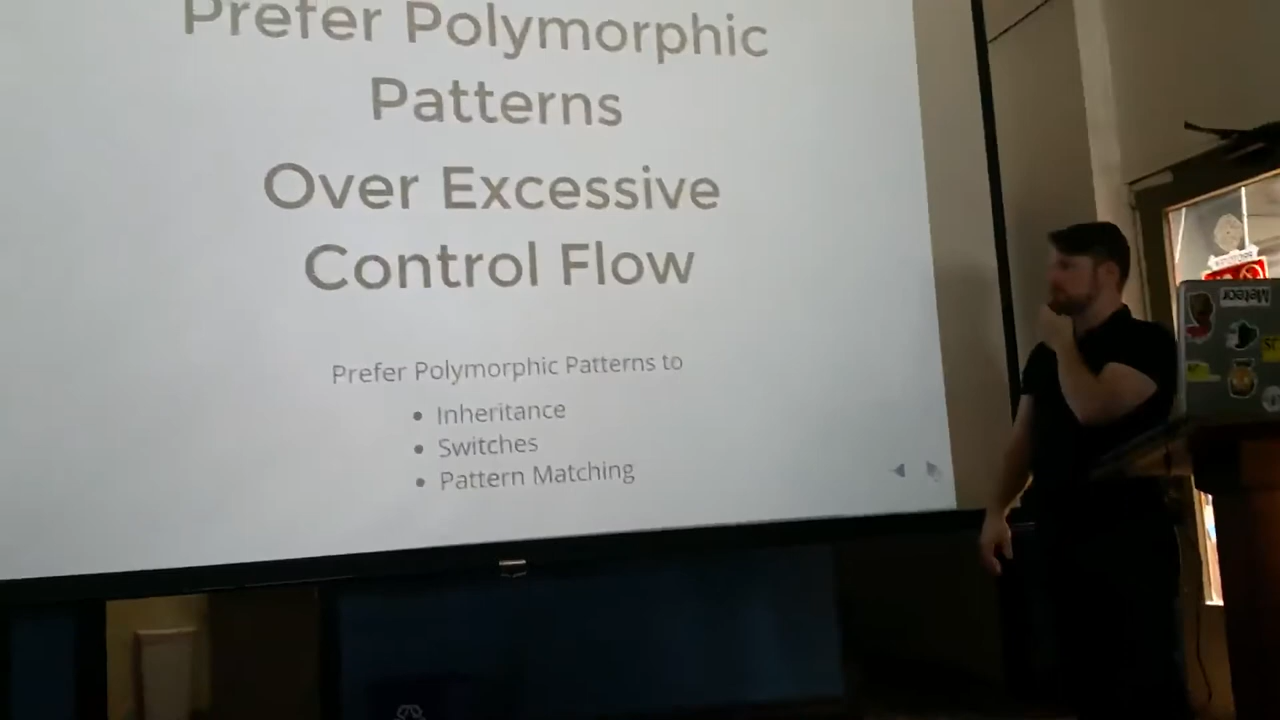 Prefer Polymorphic
Patterns
Over Excessive
Control Flow
Prefer Polymorphic Patterns to
• Inheritance
• Switches
• Pattern Matching
Meteor